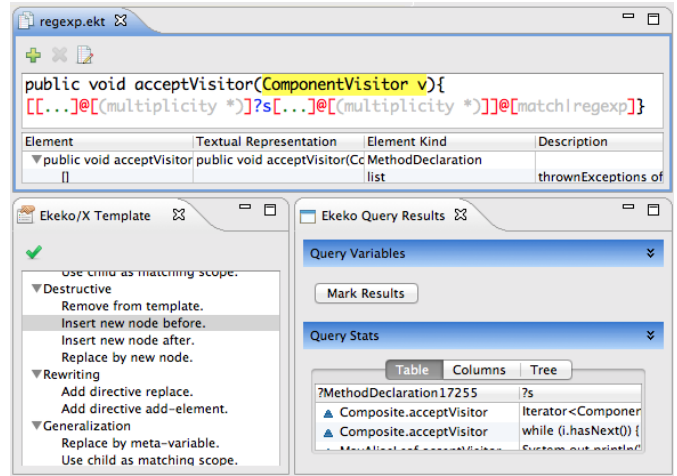 regexp.ekt
public void acceptVisitor(ComponentVisitor v){
[[...]@[(multiplicity *)]?s[...]@[(multiplicity *)]]@[match|regexp]}
Element Textual Representation Element Kind Description
public void acceptVisitor public void acceptVisitor(Cc MethodDeclaration
[] list thrownExceptions of
Ekeko/X Template
Use child as matching scope.
Destructive
Remove from template.
Insert new node before.
Insert new node after.
Replace by new node.
Rewriting
Add directive replace.
Add directive add-element.
Generalization
Replace by meta-variable.
Use child as matching scope.
Ekeko Query Results
Query Variables
Mark Results
Query Stats
Table Columns Tree
?MethodDeclaration17255 ?s
Composite.acceptVisitor Iterator<Componer
Composite.acceptVisitor while (i.hasNext()) {